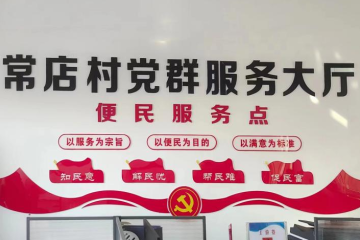 常店村党群服务大厅
便民服务点
以服务为宗旨 以便民为目的 以满意为标准
知民意 解民忧 帮民难 促民富